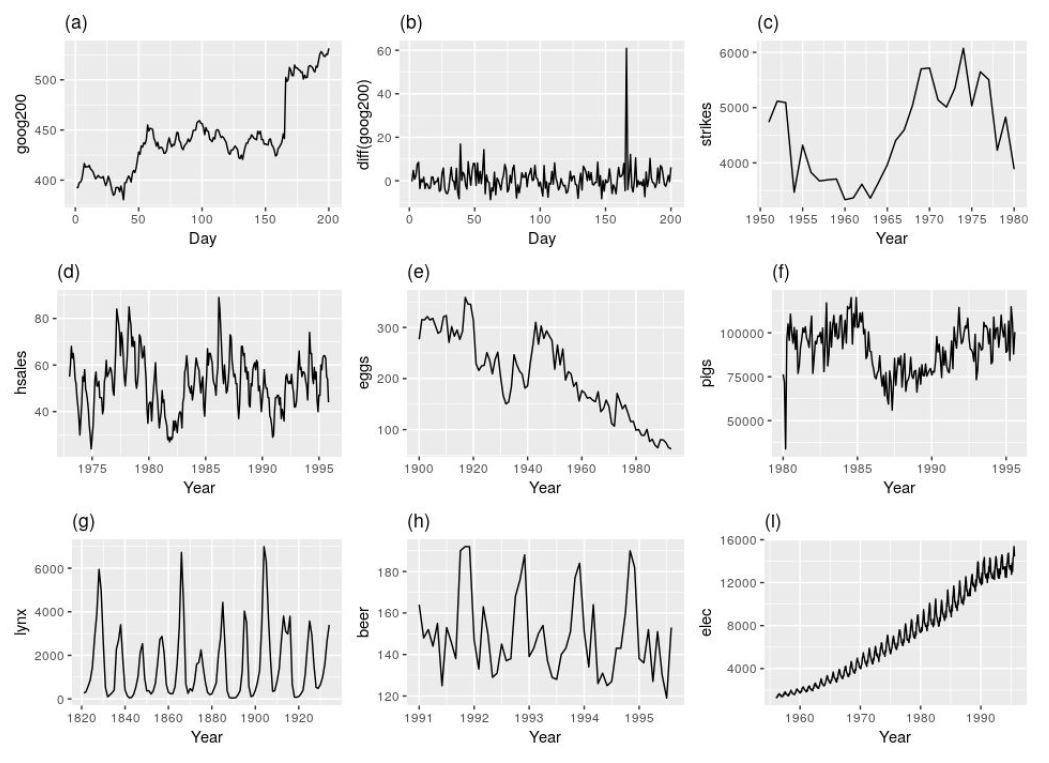 (a)
goog200
500
450
400
0
50
100
150
200
Day
(b)
diff(goog200)
60
40
20
0
0
50
100
150
200
Day
(c)
strikes
6000
5000
4000
1950
1955
1960
1965
1970
1975
1980
Year
(d)
hsales
80
60
40
1975
1980
1985
1990
1995
Year
(e)
eggs
300
200
100
1900
1920
1940
1960
1980
Year
(f)
pigs
100000
75000
50000
1980
1985
1990
1995
Year
(g)
lynx
6000
4000
2000
0
1820
1840
1860
1880
1900
1920
Year
(h)
beer
180
160
140
120
1991
1992
1993
1994
1995
Year
(I)
elec
16000
12000
8000
4000
1960
1970
1980
1990
Year